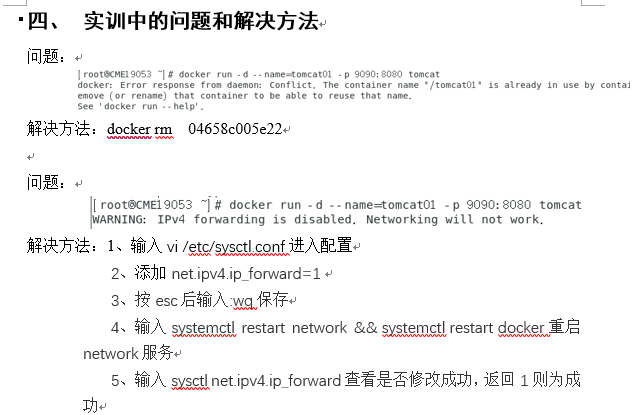 四、 实训中的问题和解决方法
问题：
[root@CME19053 ~]# docker run -d --name=tomcat01 -p 9090:8080 tomcat
docker: Error response from daemon: Conflict. The container name "/tomcat01" is already in use by contai
emove (or rename) that container to be able to reuse that name.
See 'docker run --help'.
解决方法：docker rm 04658c005e22
问题：
[root@CME19053 ~]# docker run -d --name=tomcat01 -p 9090:8080 tomcat
WARNING: IPv4 forwarding is disabled. Networking will not work.
解决方法：1、输入 vi /etc/sysctl.conf 进入配置
2、添加 net.ipv4.ip_forward=1
3、按 esc 后输入:wq 保存
4、输入 systemctl restart network && systemctl restart docker 重启
network 服务
5、输入 sysctl net.ipv4.ip_forward 查看是否修改成功，返回 1 则为成
功